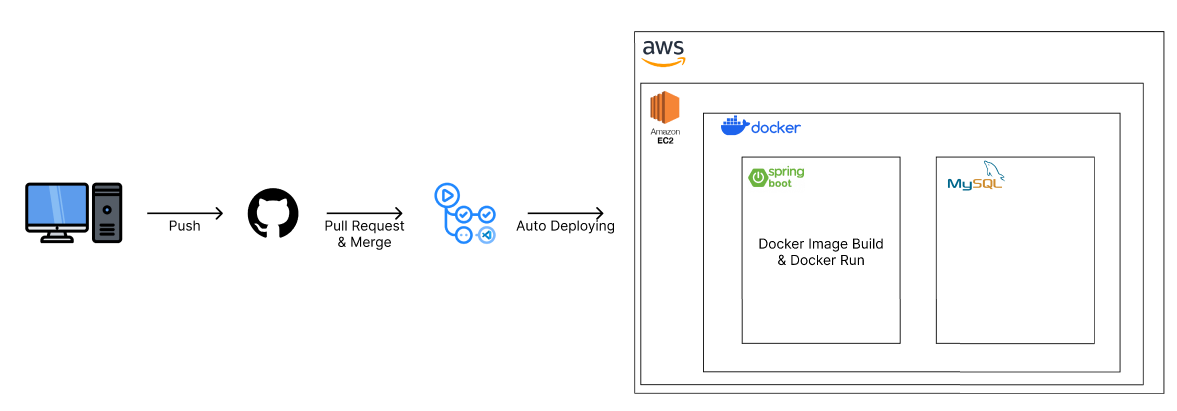 aws
Amazon
EC2
docker
spring
boot
MySQL
Push
Pull Request
& Merge
Auto Deploying
Docker Image Build
& Docker Run